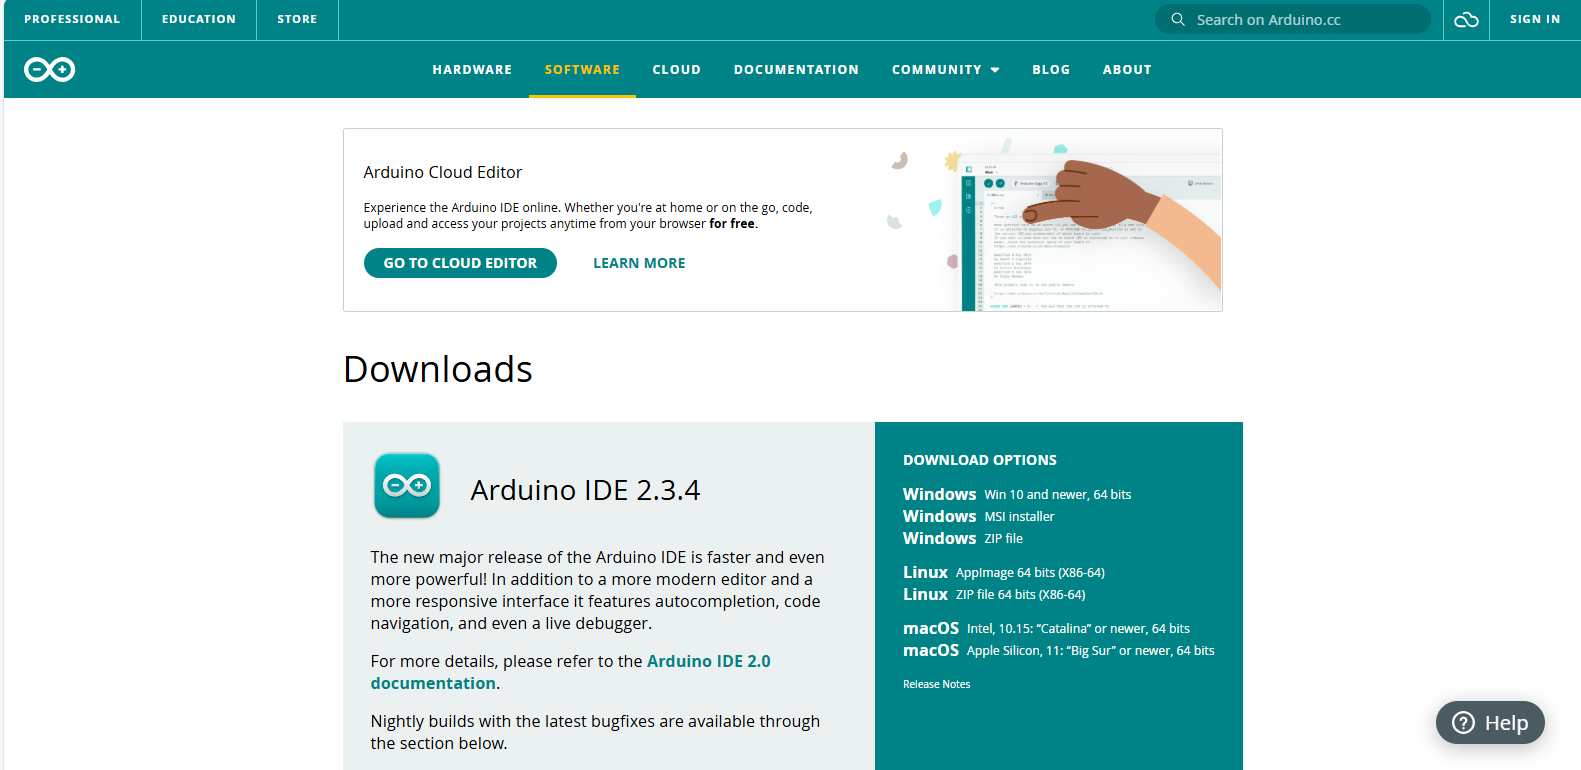 PROFESSIONAL
EDUCATION
STORE
Search on Arduino.cc
SIGN IN
HARDWARE
SOFTWARE
CLOUD
DOCUMENTATION
COMMUNITY
BLOG
ABOUT
Arduino Cloud Editor
Experience the Arduino IDE online. Whether you're at home or on the go, code,
upload and access your projects anytime from your browser for free.
GO TO CLOUD EDITOR
LEARN MORE
Downloads
Arduino IDE 2.3.4
The new major release of the Arduino IDE is faster and even
more powerful! In addition to a more modern editor and a
more responsive interface it features autocompletion, code
navigation, and even a live debugger.
For more details, please refer to the Arduino IDE 2.0
documentation.
Nightly builds with the latest bugfixes are available through
the section below.
DOWNLOAD OPTIONS
Windows Win 10 and newer, 64 bits
Windows MSI installer
Windows ZIP file
Linux AppImage 64 bits (X86-64)
Linux ZIP file 64 bits (X86-64)
macOS Intel, 10.15: “Catalina” or newer, 64 bits
macOS Apple Silicon, 11: “Big Sur” or newer, 64 bits
Release Notes
Help